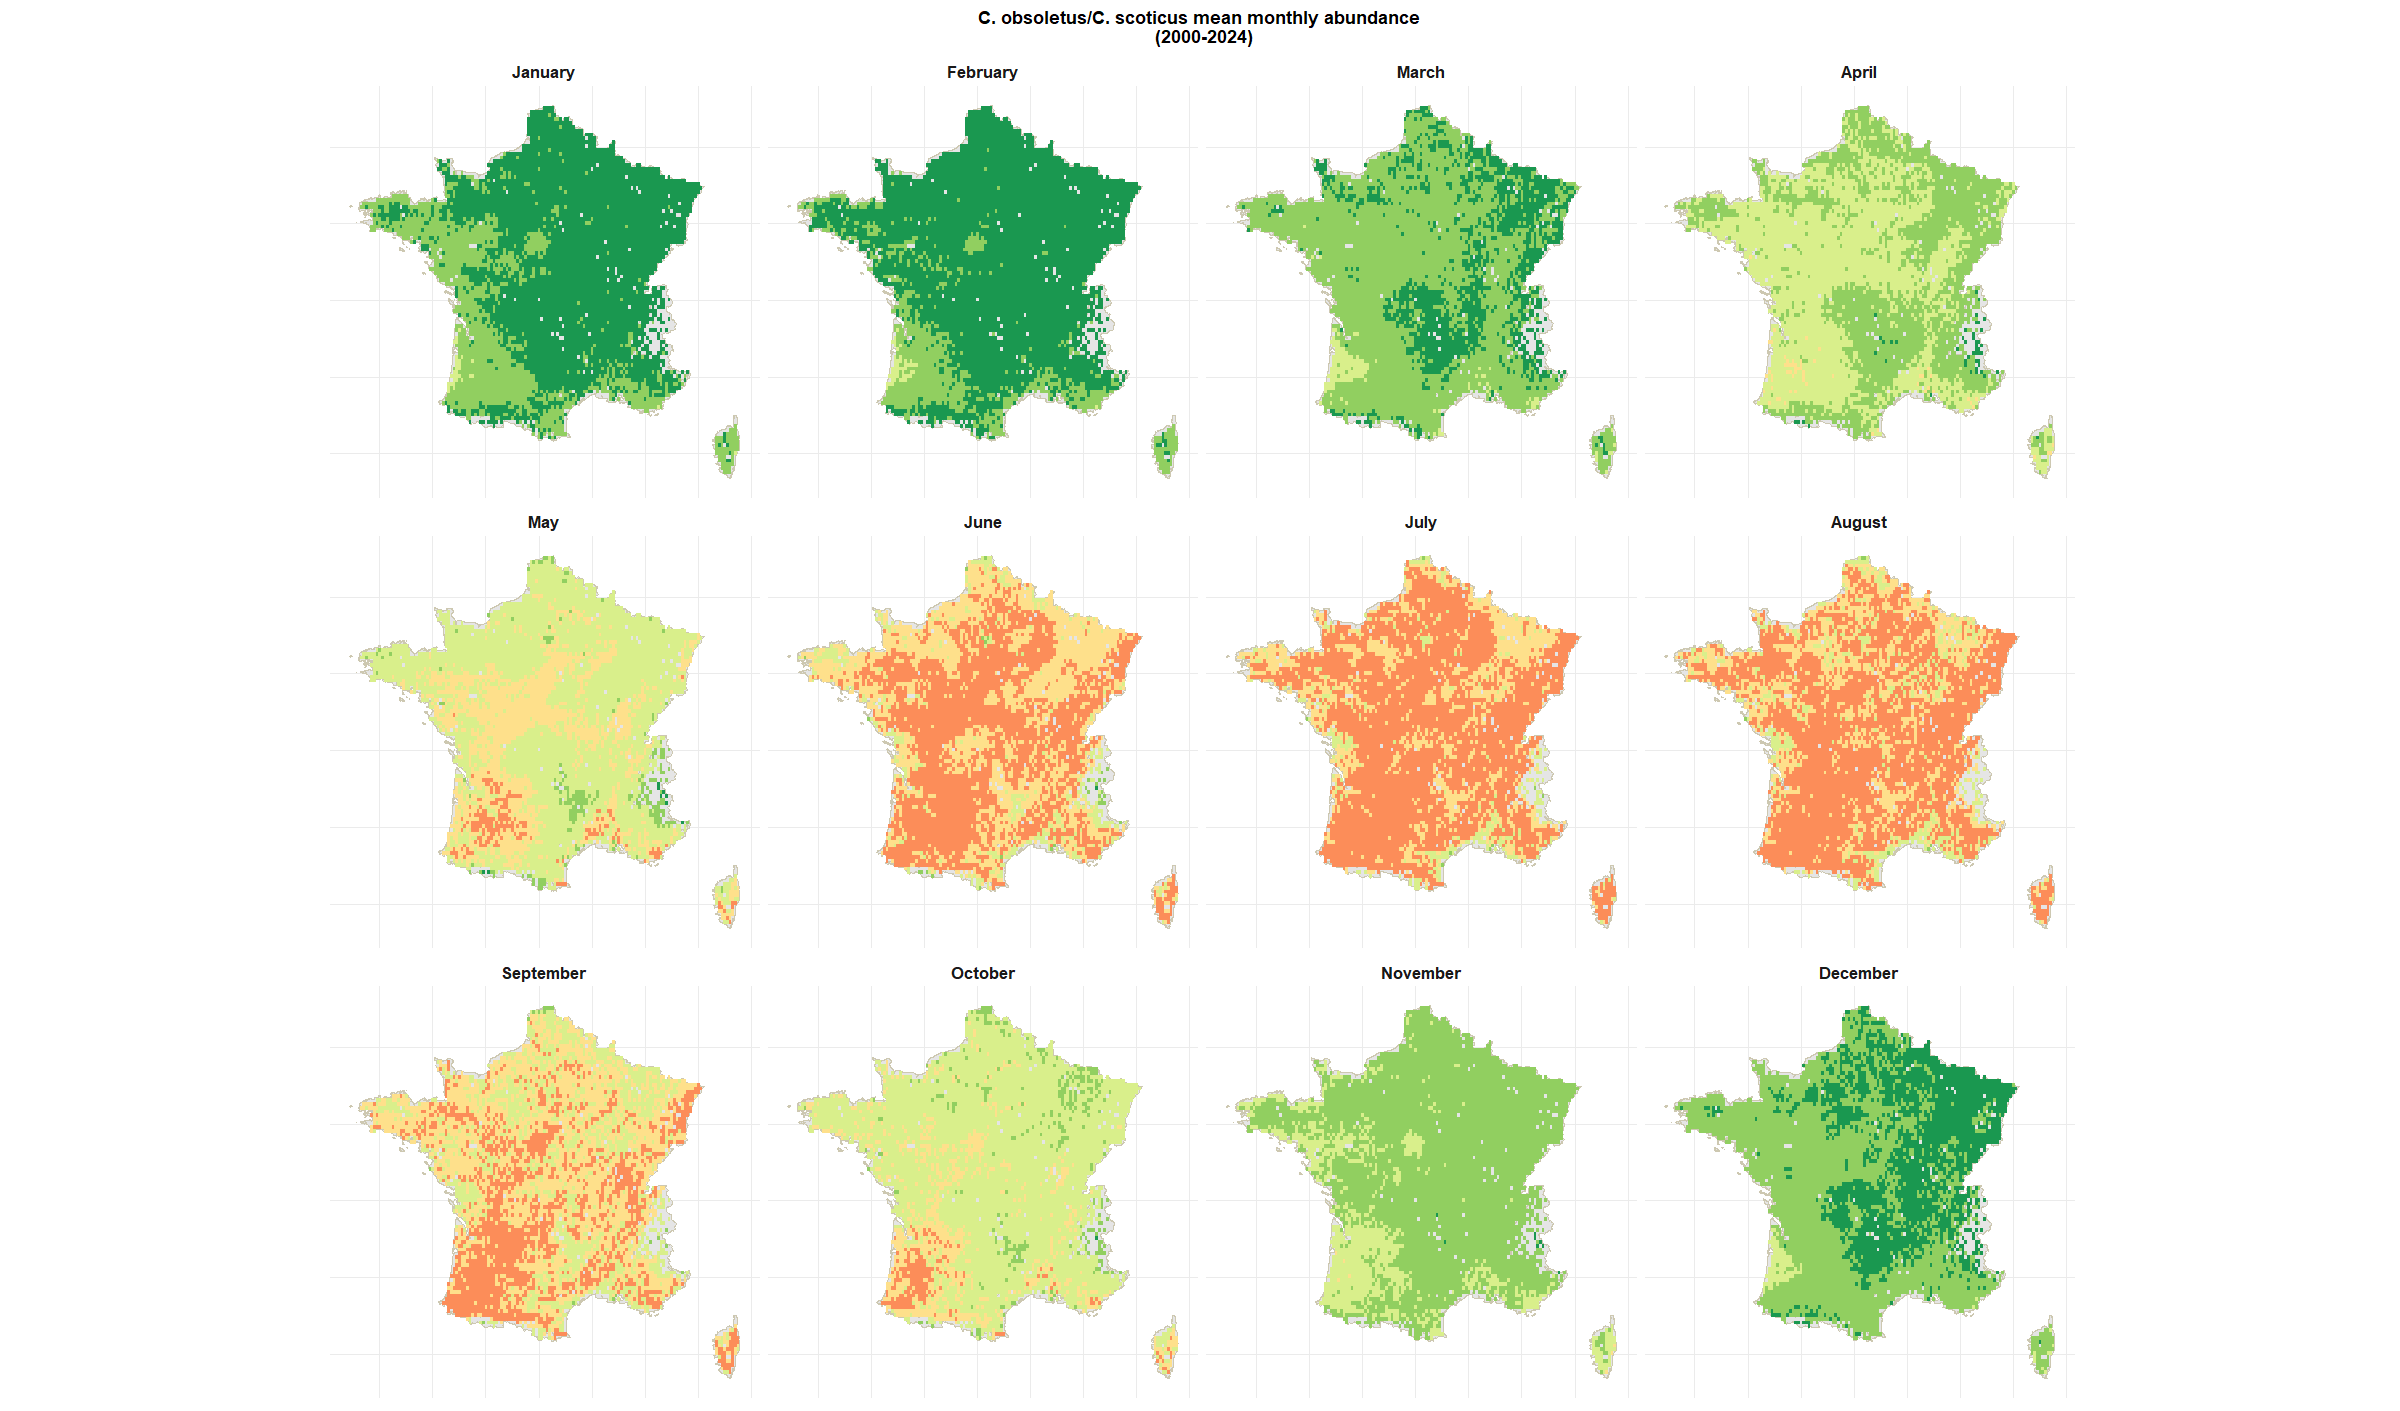 C. obsoletus/C. scoticus mean monthly abundance
(2000-2024)
January
February
March
April
May
June
July
August
September
October
November
December